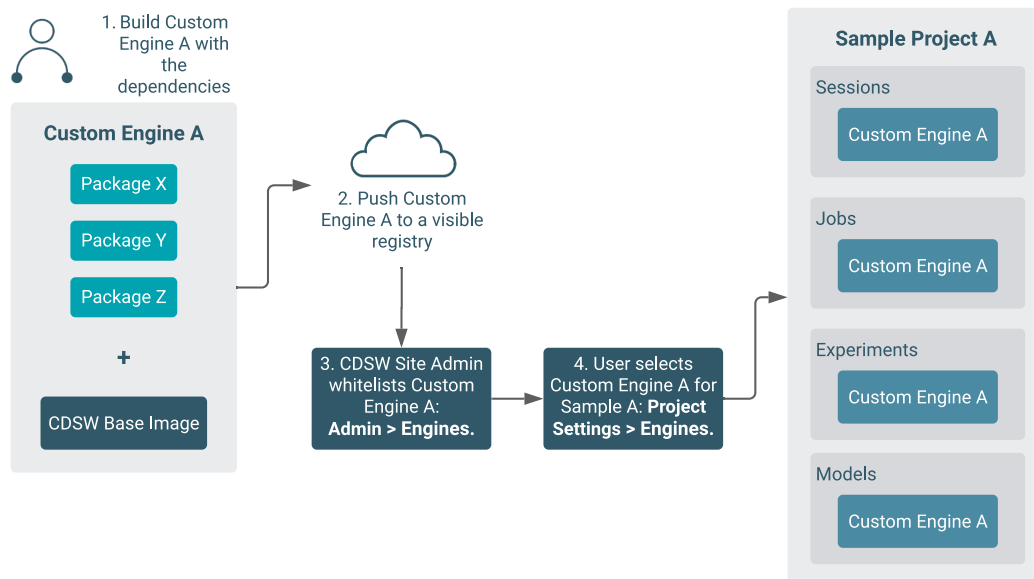 1. Build Custom
Engine A with
the
dependencies
Custom Engine A
Package X
Package Y
Package Z
+
CDSW Base Image
2. Push Custom
Engine A to a visible
registry
3. CDSW Site Admin
whitelists Custom
Engine A:
Admin > Engines.
4. User selects
Custom Engine A for
Sample A: Project
Settings > Engines.
Sample Project A
Sessions
Custom Engine A
Jobs
Custom Engine A
Experiments
Custom Engine A
Models
Custom Engine A